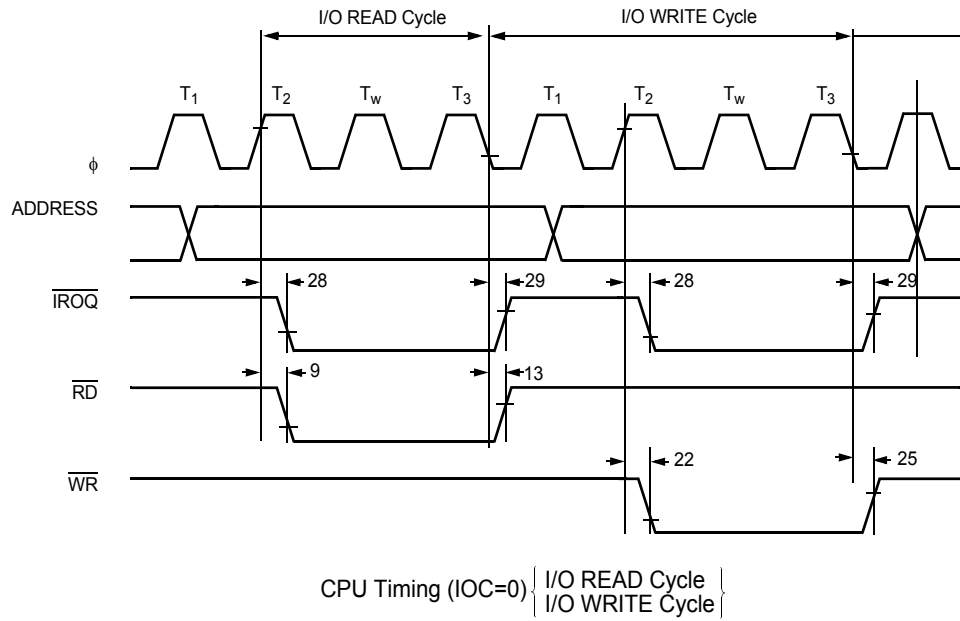 I/O READ Cycle I/O WRITE Cycle
T1 T2 Tw T3 T1 T2 Tw T3
ϕ
ADDRESS
28 29 28 29
IROQ
9 13
RD
22 25
WR
CPU Timing (IOC=0) { I/O READ Cycle
I/O WRITE Cycle }